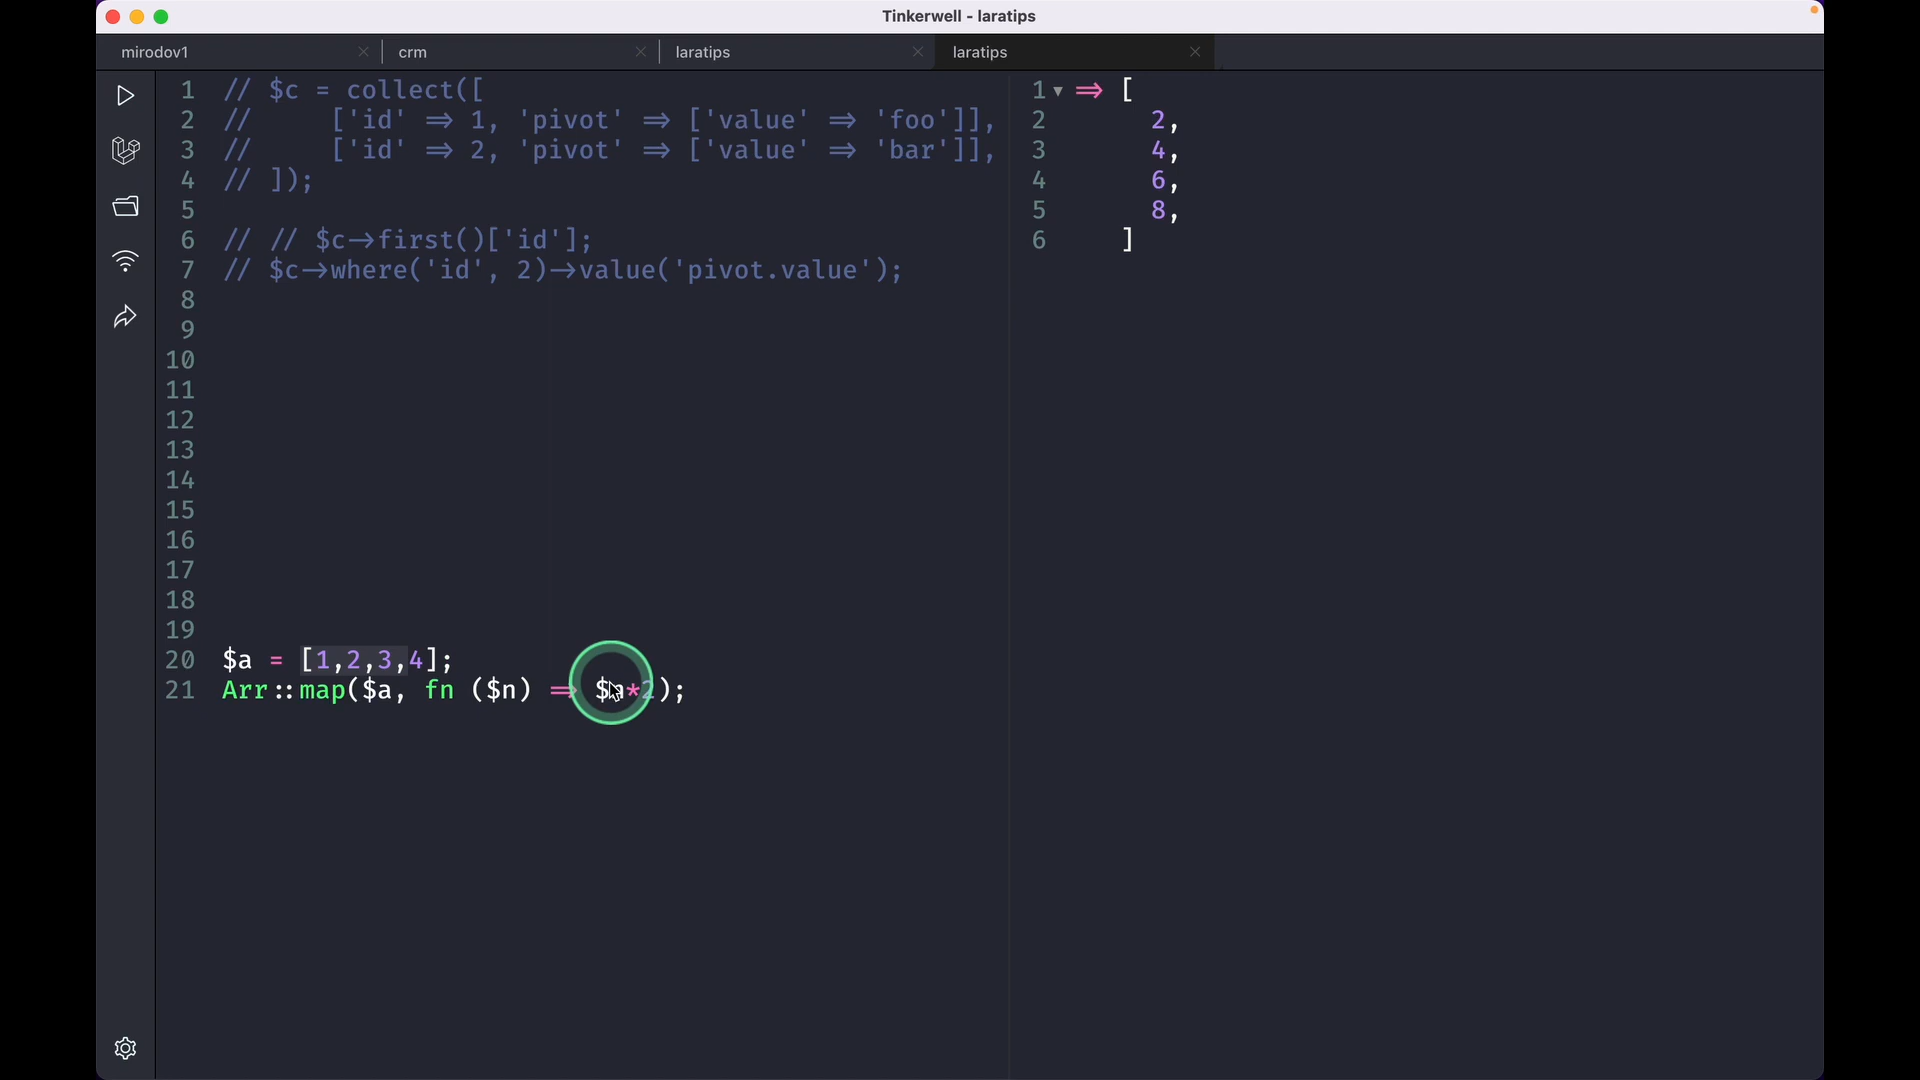 Tinkerwell - laratips
mirodov1
crm
laratips
laratips
1 // $c = collect([
2 //     ['id' => 1, 'pivot' => ['value' => 'foo']],
3 //     ['id' => 2, 'pivot' => ['value' => 'bar']],
4 // ]);
5
6 // // $c->first()['id'];
7 // $c->where('id', 2)->value('pivot.value');
8
9
10
11
12
13
14
15
16
17
18
19
20 $a = [1,2,3,4];
21 Arr::map($a, fn ($n) => $n*2);
1 => [
2     2,
3     4,
4     6,
5     8,
6   ]